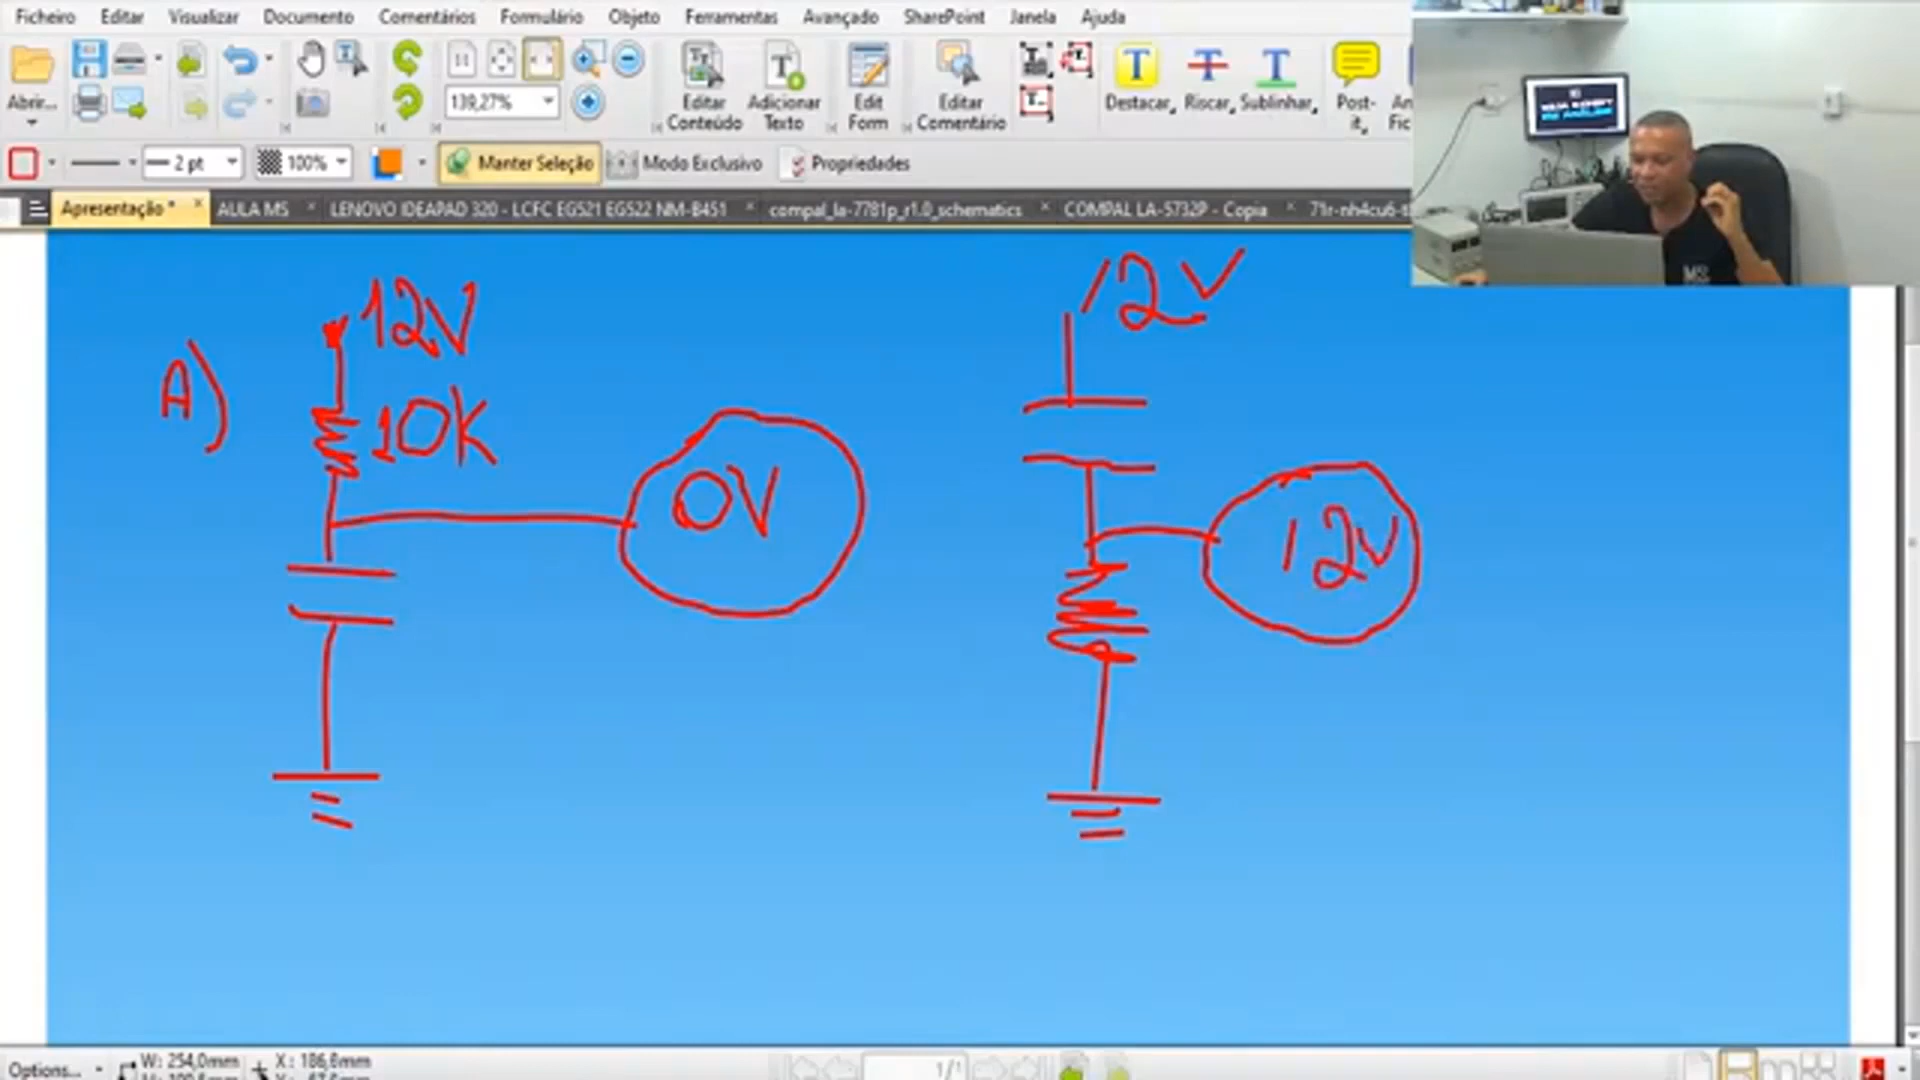 Ficheiro Editar Visualizar Documento Comentários Formulário Objeto Ferramentas Avançado SharePoint Janela Ajuda
Abrir... 139,27% Editar Conteúdo Adicionar Texto Edit Form Editar Comentário Destacar Riscar Sublinhar Post-it
2 pt 100% Manter Seleção Modo Exclusivo Propriedades
Apresentação * AULA MS LENOVO IDEAPAD 320 - LCFC EG521 EG522 NM-B451 compal_la-7781p_r1.0_schematics COMPAL LA-5732P - Copia
12V
12V
A)
10K
0V
12V
Options... W: 254,0mm X: 186,8mm
1/1